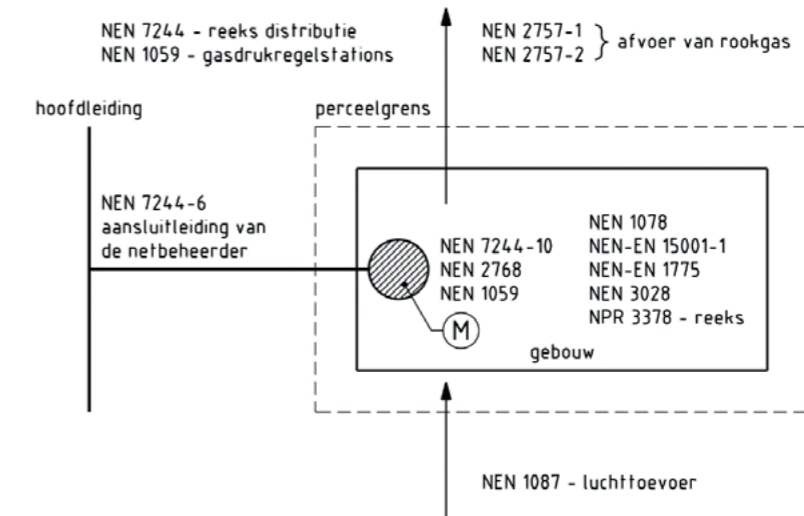 NEN 7244 - reeks distributie
NEN 1059 - gasdrukregelstations
NEN 2757-1
NEN 2757-2
afvoer van rookgas
hoofdleiding
perceelgrens
NEN 7244-6
aansluitleiding van
de netbeheerder
NEN 7244-10
NEN 2768
NEN 1059
M
NEN 1078
NEN-EN 15001-1
NEN-EN 1775
NEN 3028
NPR 3378 - reeks
gebouw
NEN 1087 - luchttoevoer